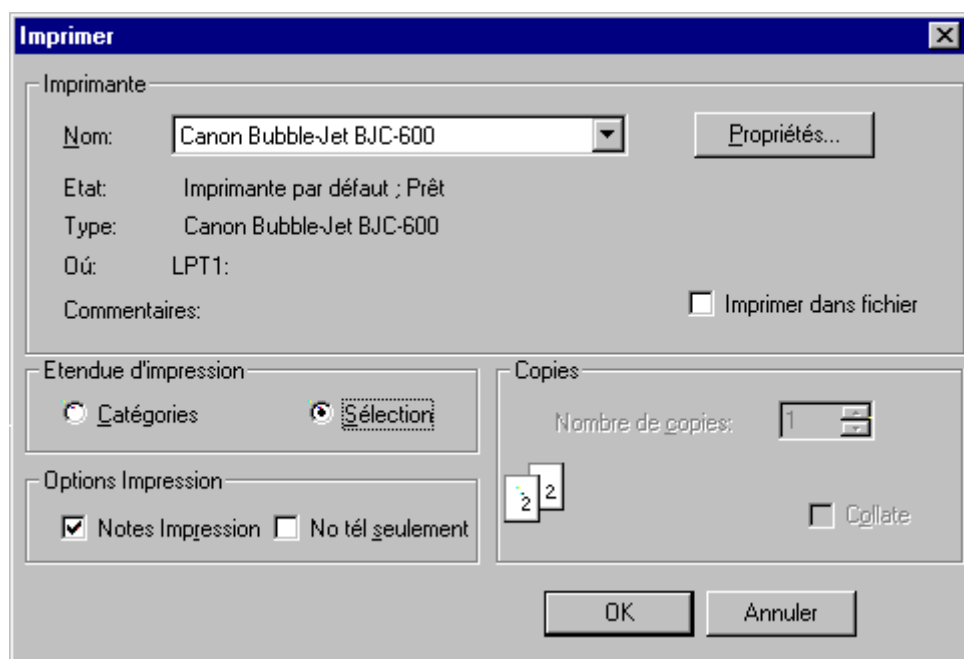 Imprimer
Imprimante
Nom: Canon Bubble-Jet BJC-600 Propriétés...
Etat: Imprimante par défaut ; Prêt
Type: Canon Bubble-Jet BJC-600
Oú: LPT1:
Commentaires: Imprimer dans fichier
Etendue d'impression
Catégories Sélection
Options Impression
Notes Impression No tél seulement
Copies
Nombre de copies: 1
2 2
Collate
OK Annuler